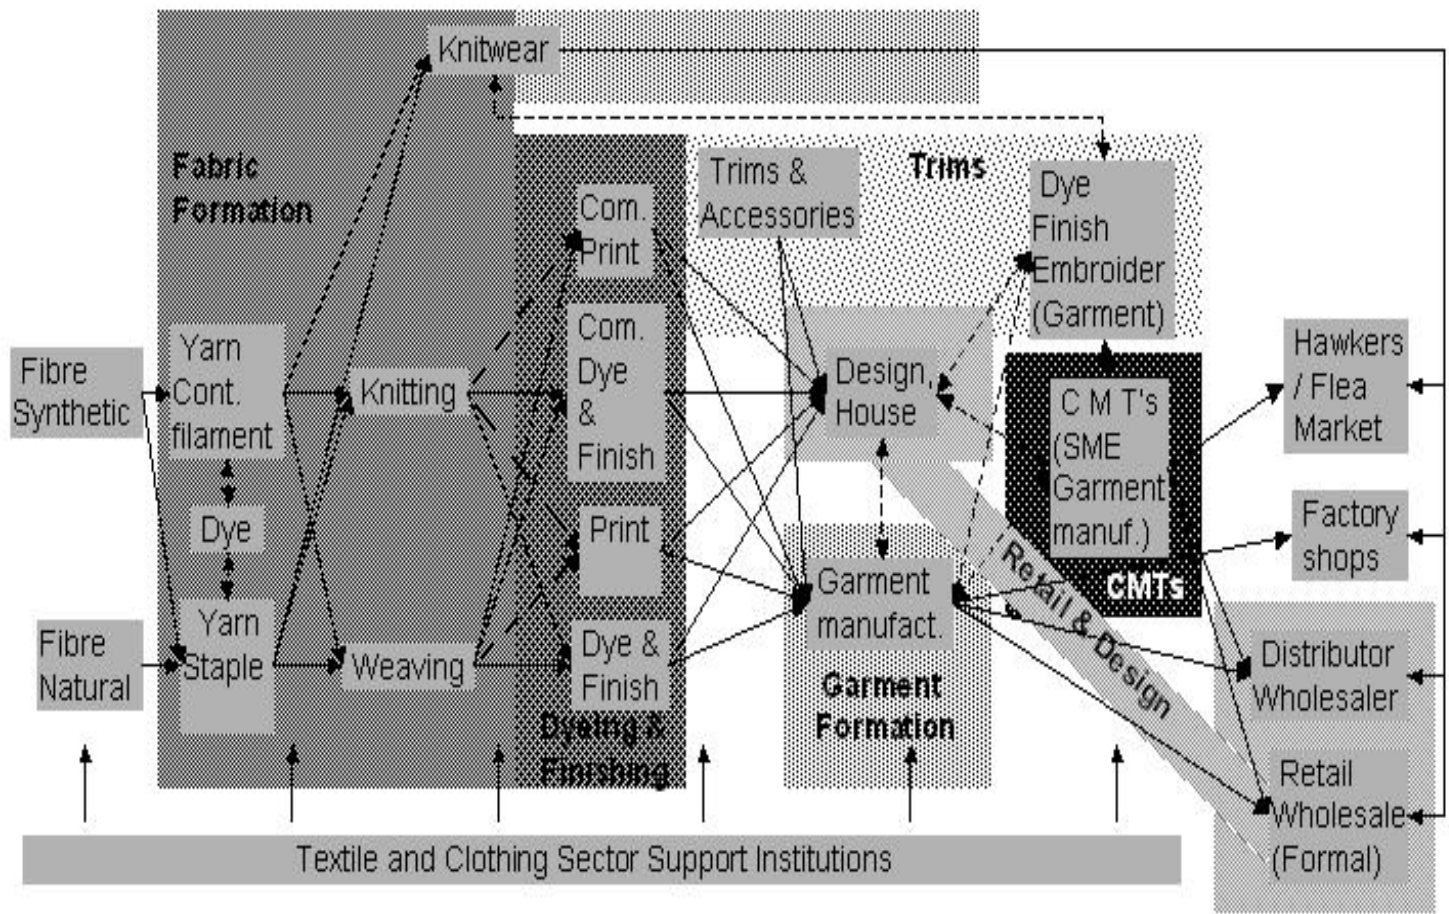 Knitwear
Fabric
Formation
Trims &
Accessories
Trims
Dye
Finish
Embroider
(Garment)
Com.
Print
Com.
Dye
&
Finish
Print
Dye &
Finish
Dyeing &
Finishing
Fibre
Synthetic
Yarn
Cont.
filament
Dye
Yarn
Staple
Fibre
Natural
Knitting
Weaving
Design
House
Garment
manufact.
Garment
Formation
C M T's
(SME
Garment
manuf.)
CMTs
Retail & Design
Hawkers
/ Flea
Market
Factory
shops
Distributor
Wholesaler
Retail
Wholesale
(Formal)
Textile and Clothing Sector Support Institutions